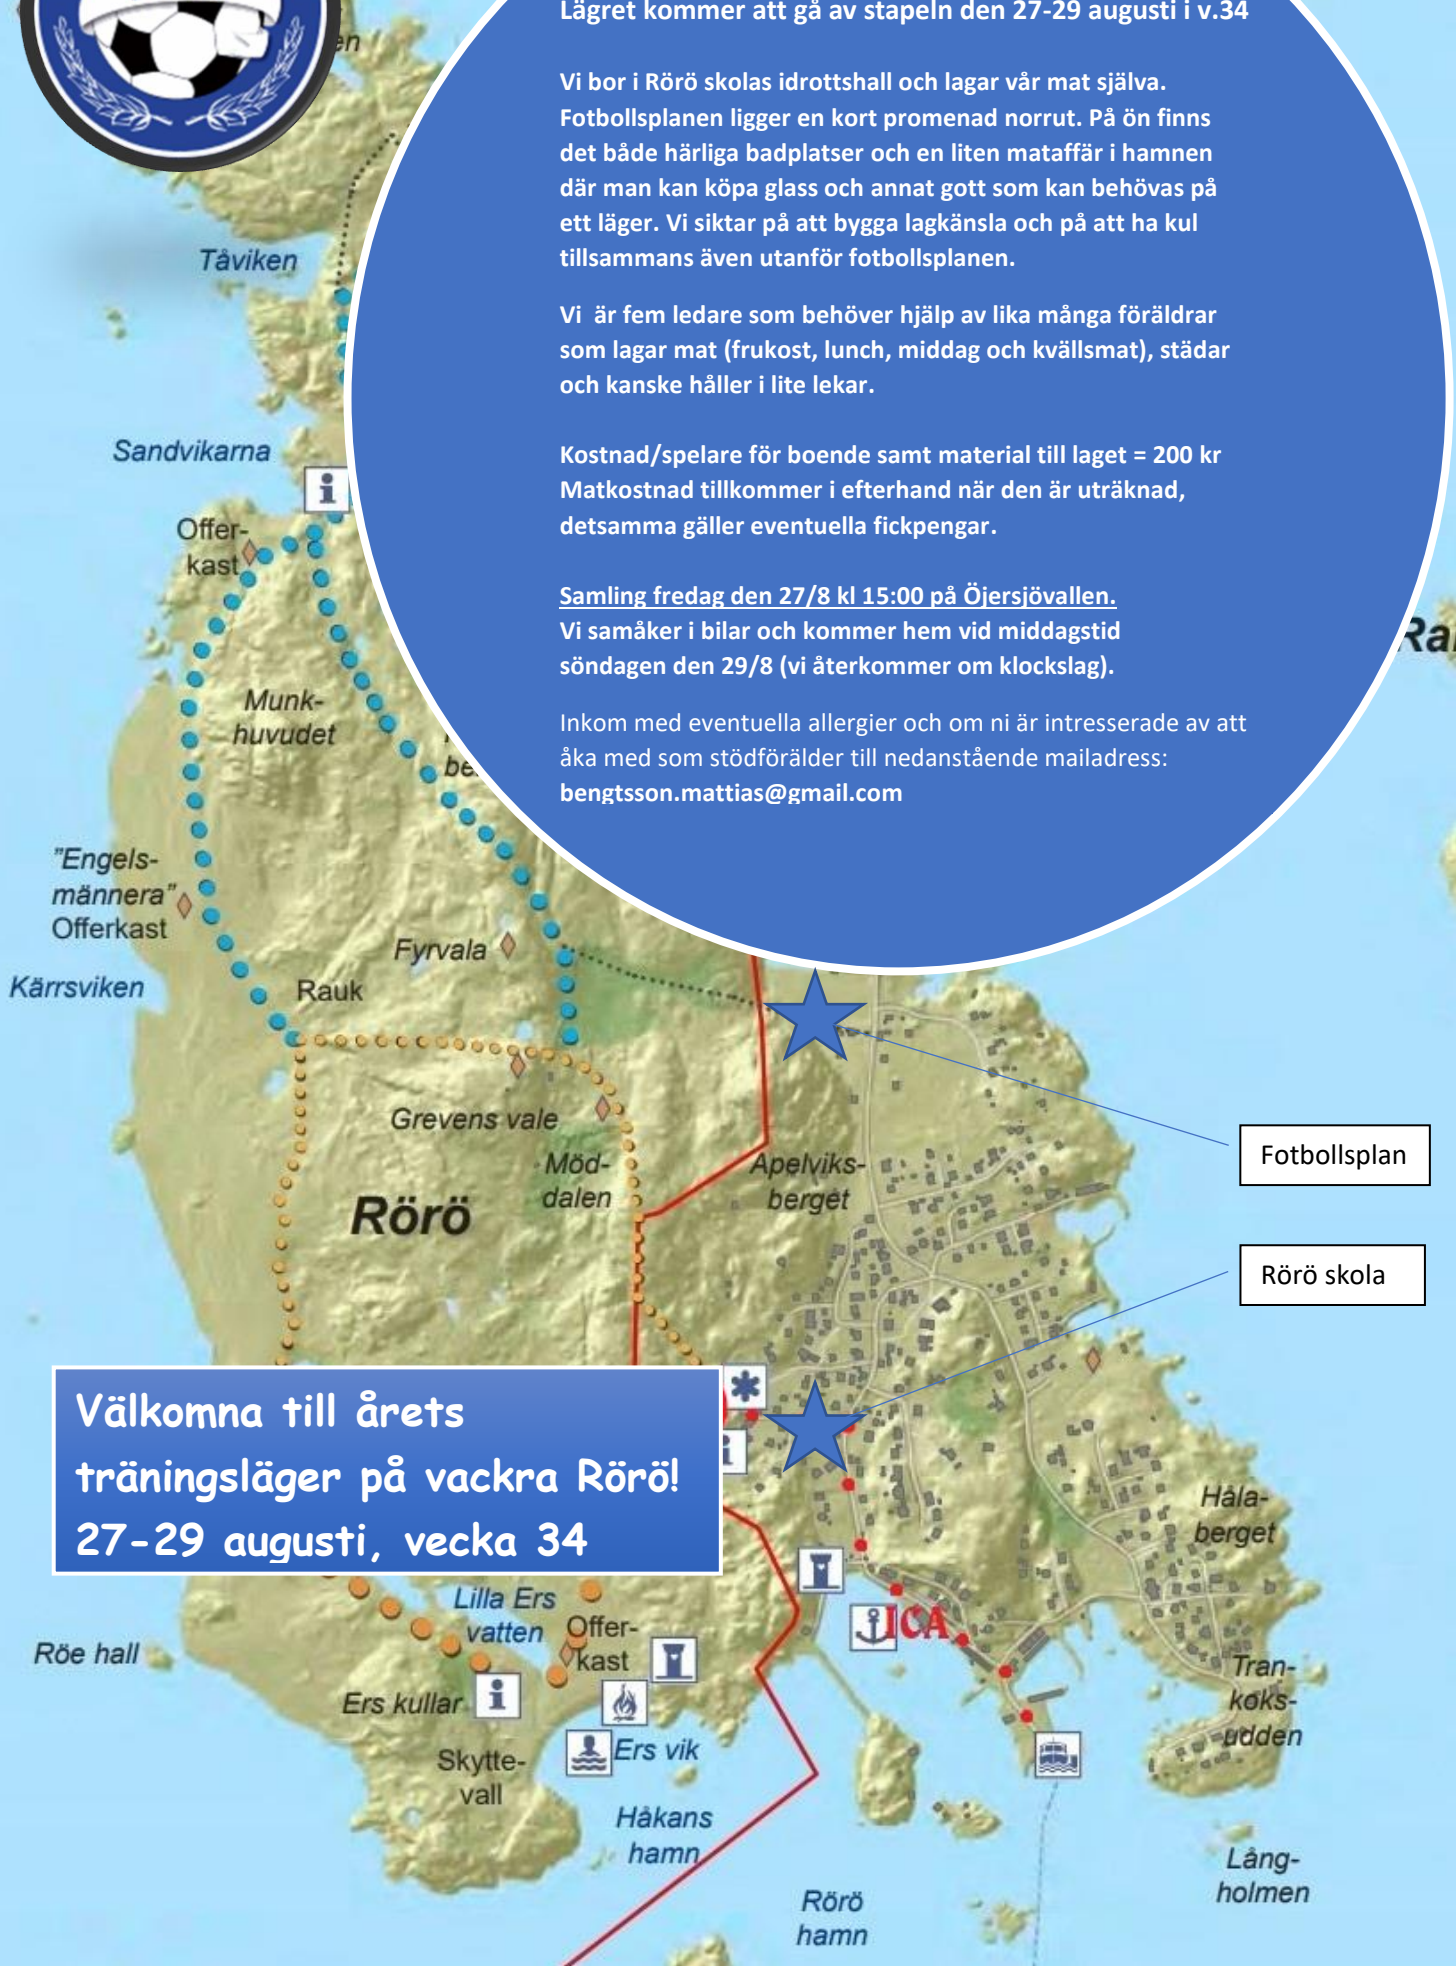 Lägret kommer att gå av stapeln den 27-29 augusti i v.34
Vi bor i Rörö skolas idrottshall och lagar vår mat själva.
Fotbollsplanen ligger en kort promenad norrut. På ön finns
det både härliga badplatser och en liten mataffär i hamnen
där man kan köpa glass och annat gott som kan behövas på
ett läger. Vi siktar på att bygga lagkänsla och på att ha kul
tillsammans även utanför fotbollsplanen.
Vi  är fem ledare som behöver hjälp av lika många föräldrar
som lagar mat (frukost, lunch, middag och kvällsmat), städar
och kanske håller i lite lekar.
Kostnad/spelare för boende samt material till laget = 200 kr
Matkostnad tillkommer i efterhand när den är uträknad,
detsamma gäller eventuella fickpengar.
Samling fredag den 27/8 kl 15:00 på Öjersjövallen.
Vi samåker i bilar och kommer hem vid middagstid
söndagen den 29/8 (vi återkommer om klockslag).
Inkom med eventuella allergier och om ni är intresserade av att
åka med som stödförälder till nedanstående mailadress:
bengtsson.mattias@gmail.com
Tåviken
Sandvikarna
Offer-
kast
Munk-
huvudet
"Engels-
männera"
Offerkast
Fyrvala
Kärrsviken
Rauk
Grevens vale
Möd-
dalen
Apelviks-
berget
Rörö
Fotbollsplan
Rörö skola
Välkomna till årets
träningsläger på vackra Rörö!
27-29 augusti, vecka 34
Håla-
berget
Lilla Ers
vatten
Offer-
kast
ICA
Röe hall
Ers kullar
Tran-
koks-
udden
Skytte-
vall
Ers vik
Håkans
hamn
Lång-
holmen
Rörö
hamn